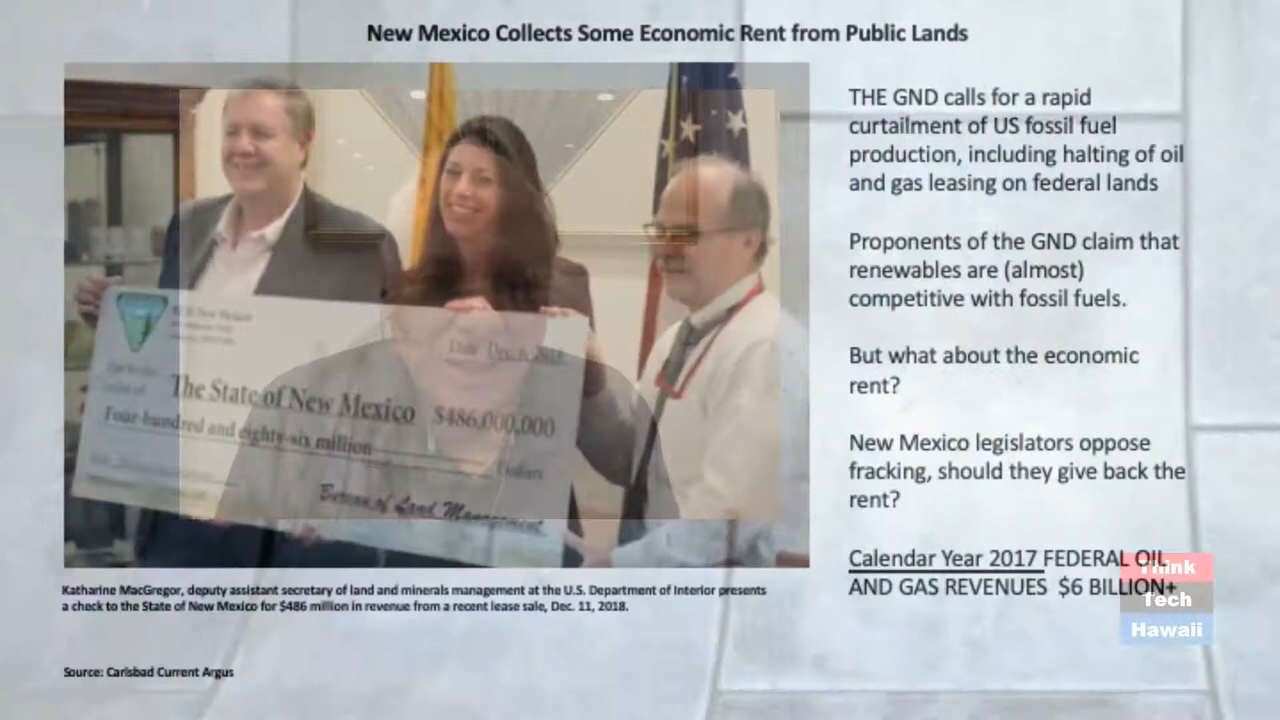 New Mexico Collects Some Economic Rent from Public Lands
THE GND calls for a rapid
curtailment of US fossil fuel
production, including halting of oil
and gas leasing on federal lands
Proponents of the GND claim that
renewables are (almost)
competitive with fossil fuels.
But what about the economic
rent?
New Mexico legislators oppose
fracking, should they give back the
rent?
Calendar Year 2017 FEDERAL OIL
AND GAS REVENUES $6 BILLION+
The State of New Mexico $486,000,000
Four-hundred and eighty-six million
Dollars
Bureau of Land Management
Katharine MacGregor, deputy assistant secretary of land and minerals management at the U.S. Department of Interior presents
a check to the State of New Mexico for $486 million in revenue from a recent lease sale, Dec. 11, 2018.
Source: Carlsbad Current Argus
Think
Tech
Hawaii